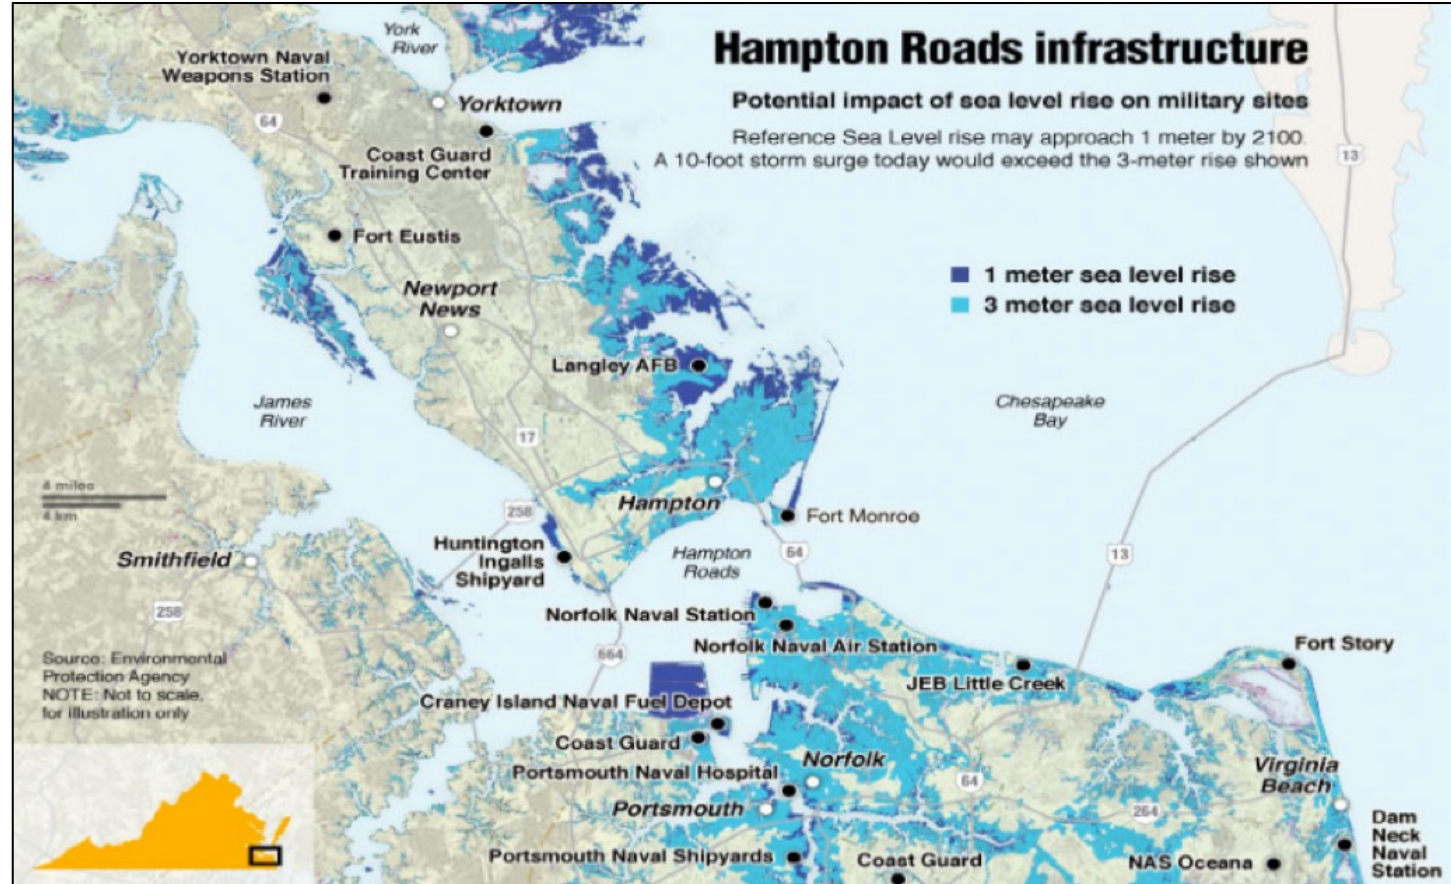 Hampton Roads infrastructure
Potential impact of sea level rise on military sites
Reference Sea Level rise may approach 1 meter by 2100.
A 10-foot storm surge today would exceed the 3-meter rise shown
1 meter sea level rise
3 meter sea level rise
York
River
Yorktown Naval
Weapons Station
Yorktown
64
Coast Guard
Training Center
13
Fort Eustis
Newport
News
Langley AFB
James
River
Chesapeake
Bay
17
4 miles
4 km
Hampton
258
Fort Monroe
Huntington
Ingalls
Shipyard
Hampton
Roads
64
13
Smithfield
258
Norfolk Naval Station
Norfolk Naval Air Station
664
Fort Story
JEB Little Creek
Source: Environmental
Protection Agency
NOTE: Not to scale,
for illustration only
Craney Island Naval Fuel Depot
Coast Guard
Norfolk
Portsmouth Naval Hospital
64
Virginia
Beach
Portsmouth
264
Dam
Neck
Naval
Station
Portsmouth Naval Shipyards
Coast Guard
NAS Oceana